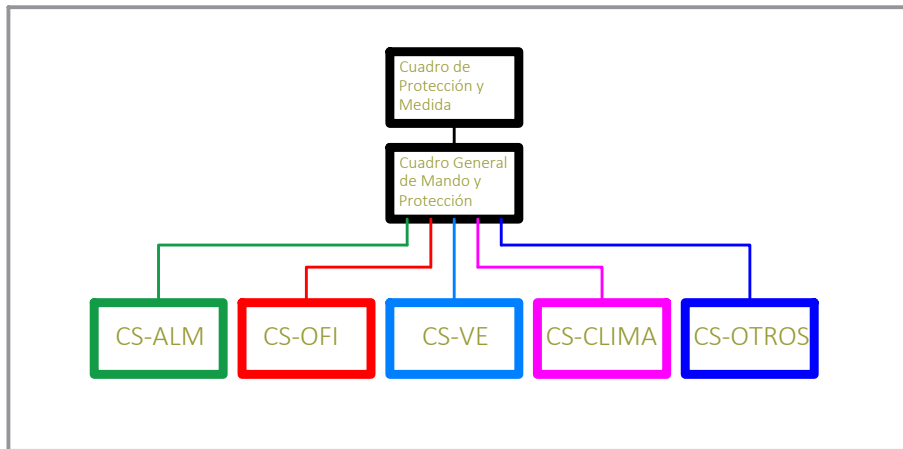 Cuadro de
Protección y
Medida
Cuadro General
de Mando y
Protección
CS-ALM
CS-OFI
CS-VE
CS-CLIMA
CS-OTROS